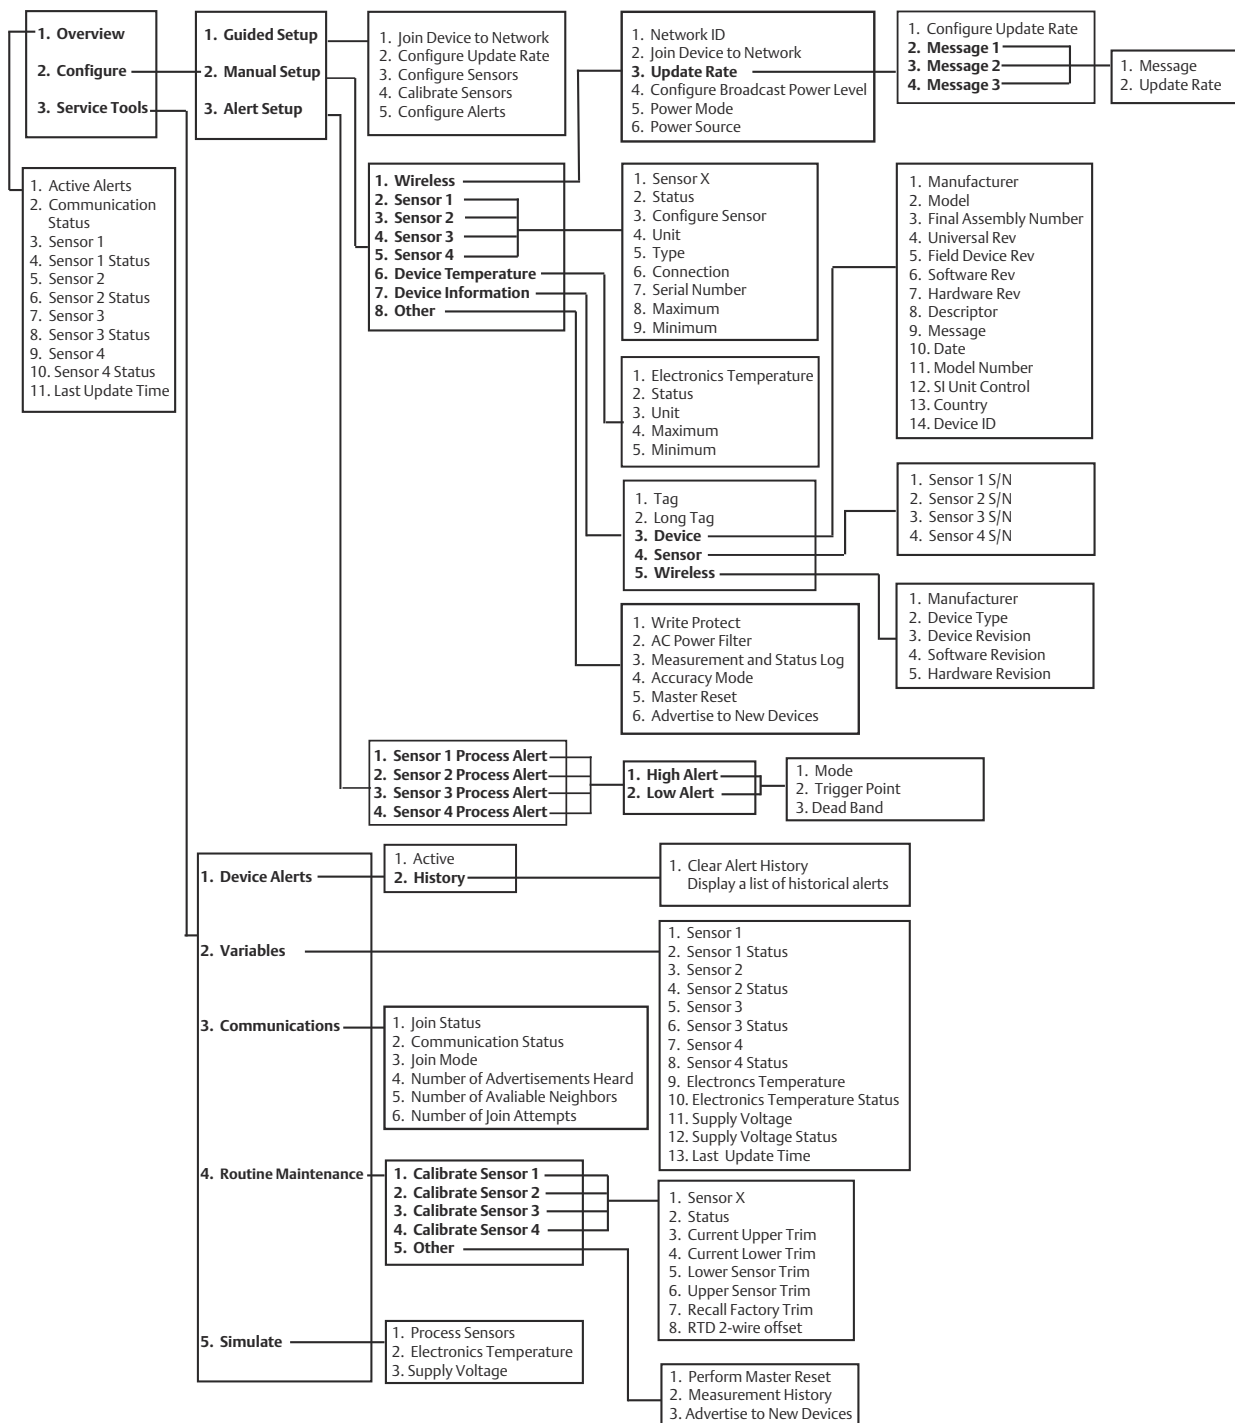 1. Overview
2. Configure
3. Service Tools
1. Active Alerts
2. Communication
Status
3. Sensor 1
4. Sensor 1 Status
5. Sensor 2
6. Sensor 2 Status
7. Sensor 3
8. Sensor 3 Status
9. Sensor 4
10. Sensor 4 Status
11. Last Update Time
1. Guided Setup
2. Manual Setup
3. Alert Setup
1. Join Device to Network
2. Configure Update Rate
3. Configure Sensors
4. Calibrate Sensors
5. Configure Alerts
1. Wireless
2. Sensor 1
3. Sensor 2
4. Sensor 3
5. Sensor 4
6. Device Temperature
7. Device Information
8. Other
1. Network ID
2. Join Device to Network
3. Update Rate
4. Configure Broadcast Power Level
5. Power Mode
6. Power Source
1. Configure Update Rate
2. Message 1
3. Message 2
4. Message 3
1. Message
2. Update Rate
1. Sensor X
2. Status
3. Configure Sensor
4. Unit
5. Type
6. Connection
7. Serial Number
8. Maximum
9. Minimum
1. Electronics Temperature
2. Status
3. Unit
4. Maximum
5. Minimum
1. Tag
2. Long Tag
3. Device
4. Sensor
5. Wireless
1. Manufacturer
2. Model
3. Final Assembly Number
4. Universal Rev
5. Field Device Rev
6. Software Rev
7. Hardware Rev
8. Descriptor
9. Message
10. Date
11. Model Number
12. SI Unit Control
13. Country
14. Device ID
1. Sensor 1 S/N
2. Sensor 2 S/N
3. Sensor 3 S/N
4. Sensor 4 S/N
1. Manufacturer
2. Device Type
3. Device Revision
4. Software Revision
5. Hardware Revision
1. Write Protect
2. AC Power Filter
3. Measurement and Status Log
4. Accuracy Mode
5. Master Reset
6. Advertise to New Devices
1. Sensor 1 Process Alert
2. Sensor 2 Process Alert
3. Sensor 3 Process Alert
4. Sensor 4 Process Alert
1. High Alert
2. Low Alert
1. Mode
2. Trigger Point
3. Dead Band
1. Device Alerts
2. Variables
3. Communications
4. Routine Maintenance
5. Simulate
1. Active
2. History
1. Clear Alert History
Display a list of historical alerts
1. Sensor 1
2. Sensor 1 Status
3. Sensor 2
4. Sensor 2 Status
5. Sensor 3
6. Sensor 3 Status
7. Sensor 4
8. Sensor 4 Status
9. Electroncs Temperature
10. Electronics Temperature Status
11. Supply Voltage
12. Supply Voltage Status
13. Last Update Time
1. Join Status
2. Communication Status
3. Join Mode
4. Number of Advertisements Heard
5. Number of Avaliable Neighbors
6. Number of Join Attempts
1. Calibrate Sensor 1
2. Calibrate Sensor 2
3. Calibrate Sensor 3
4. Calibrate Sensor 4
5. Other
1. Sensor X
2. Status
3. Current Upper Trim
4. Current Lower Trim
5. Lower Sensor Trim
6. Upper Sensor Trim
7. Recall Factory Trim
8. RTD 2-wire offset
1. Process Sensors
2. Electronics Temperature
3. Supply Voltage
1. Perform Master Reset
2. Measurement History
3. Advertise to New Devices